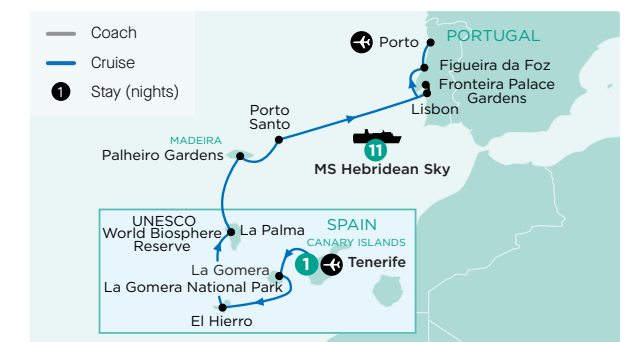 Coach
Cruise
1 Stay (nights)
Porto
PORTUGAL
Figueira da Foz
Fronteira Palace
Gardens
Lisbon
Porto
Santo
MADEIRA
Palheiro Gardens
11
MS Hebridean Sky
UNESCO
World Biosphere
Reserve
La Palma
SPAIN
CANARY ISLANDS
1
Tenerife
La Gomera
La Gomera National Park
El Hierro